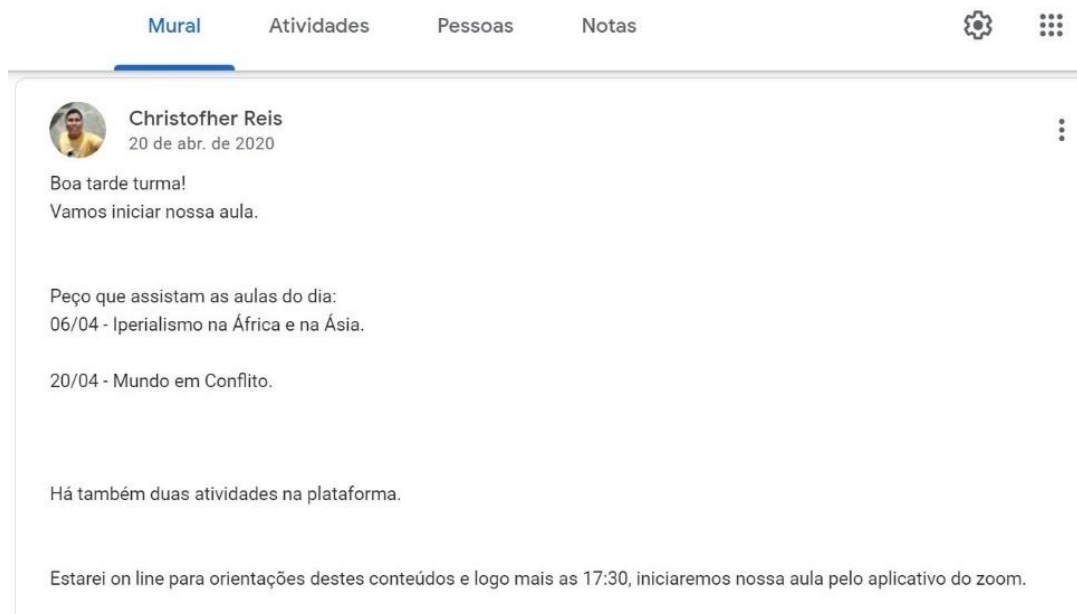 Mural Atividades Pessoas Notas
Christofher Reis
20 de abr. de 2020
Boa tarde turma!
Vamos iniciar nossa aula.
Peço que assistam as aulas do dia:
06/04 - Iperialismo na África e na Ásia.
20/04 - Mundo em Conflito.
Há também duas atividades na plataforma.
Estarei on line para orientações destes conteúdos e logo mais as 17:30, iniciaremos nossa aula pelo aplicativo do zoom.